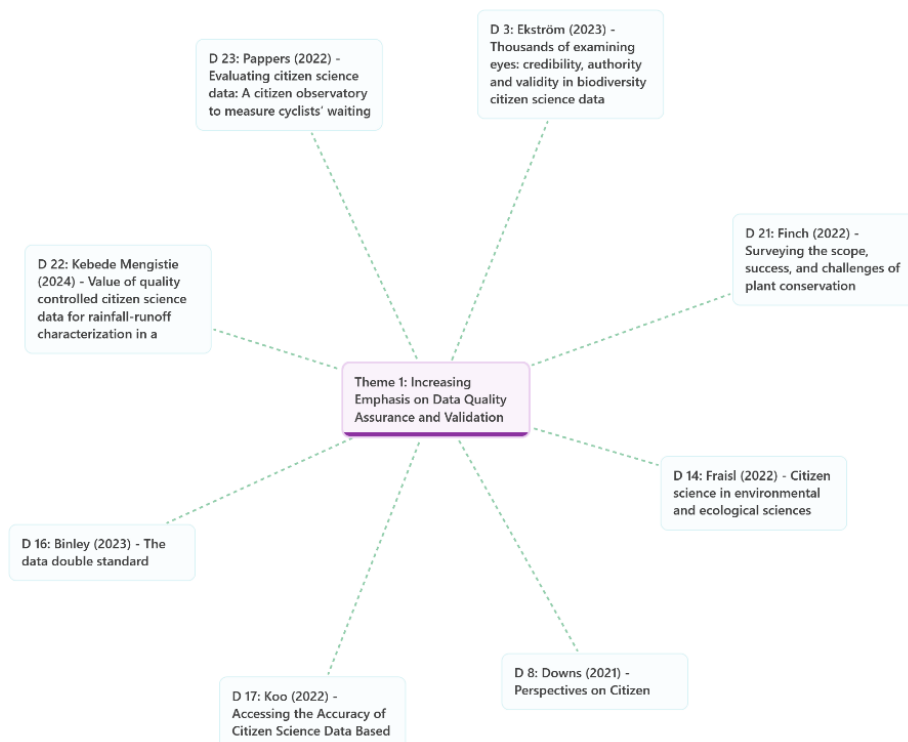 D 23: Pappers (2022) -
Evaluating citizen science
data: A citizen observatory
to measure cyclists' waiting
D 3: Ekström (2023) -
Thousands of examining
eyes: credibility, authority
and validity in biodiversity
citizen science data
D 21: Finch (2022) -
Surveying the scope,
success, and challenges of
plant conservation
D 22: Kebede Mengistie
(2024) - Value of quality
controlled citizen science
data for rainfall-runoff
characterization in a
Theme 1: Increasing
Emphasis on Data Quality
Assurance and Validation
D 14: Fraisl (2022) - Citizen
science in environmental
and ecological sciences
D 16: Binley (2023) - The
data double standard
D 8: Downs (2021) -
Perspectives on Citizen
D 17: Koo (2022) -
Accessing the Accuracy of
Citizen Science Data Based